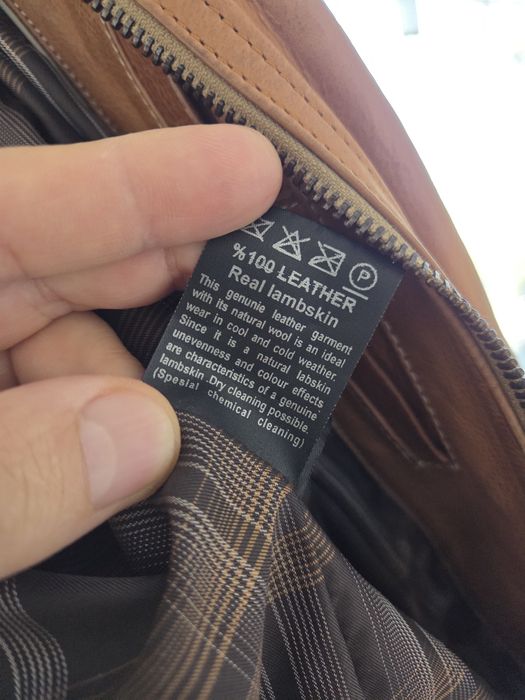 P
%100 LEATHER
Real lambskin
This genunie leather garment
with its natural wool is an ideal
wear in cool and cold weather.
Since it is a natural labskin
unevenness and colour effects
are characteristics of a genuine
lambskin .Dry cleaning possible.
(Spesial chemical cleaning)